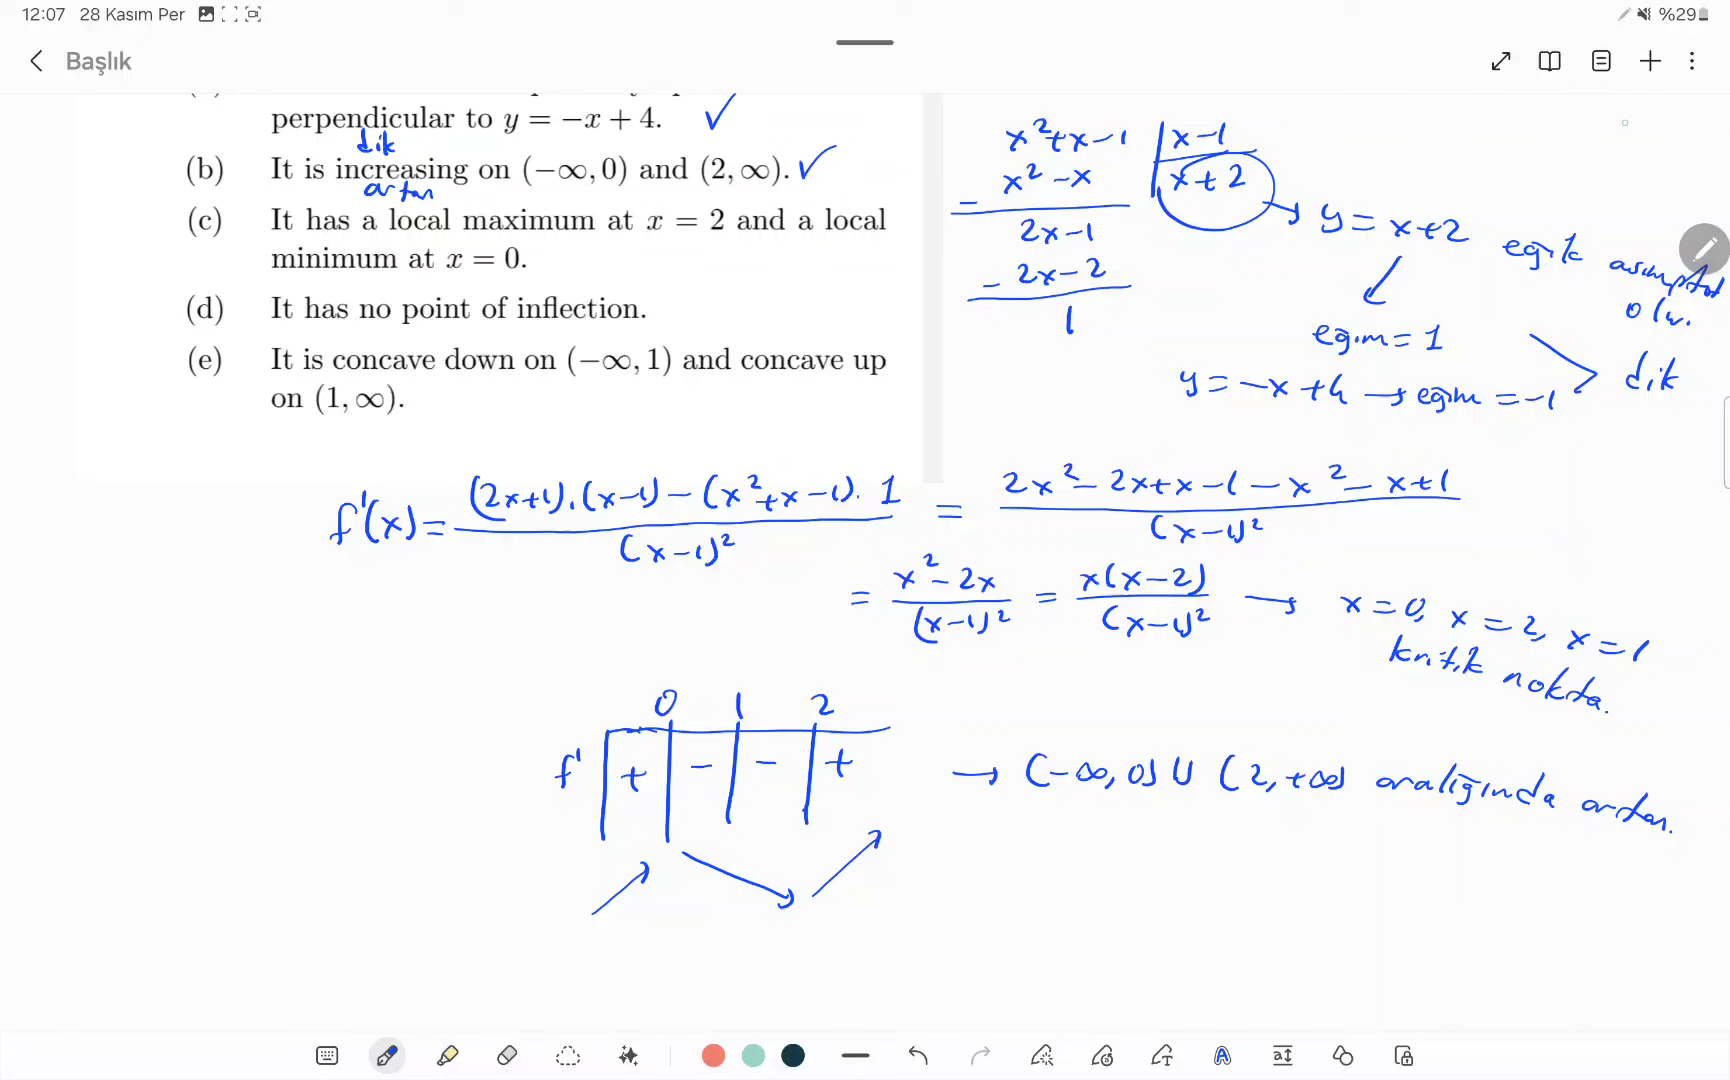 12:07 28 Kasım Per %29
Başlık
perpendicular to y = −x + 4. ✓
dik
(b) It is increasing on (−∞, 0) and (2, ∞). ✓
artan
(c) It has a local maximum at x = 2 and a local
minimum at x = 0.
(d) It has no point of inflection.
(e) It is concave down on (−∞, 1) and concave up
on (1, ∞).
x²+x−1 | x−1
x²−x | x+2 → y = x+2 eğik asimptot olur.
−
2x−1
− 2x−2
1
eğim = 1
y = −x+4 → eğim = −1
dik
f'(x) = (2x+1).(x−1) − (x²+x−1). 1 / (x−1)² = 2x²−2x+x−1−x²−x+1 / (x−1)²
= x²−2x / (x−1)² = x(x−2) / (x−1)² → x=0, x=2, x=1
kritik nokta.
0 1 2
f' + − − + → (−∞, 0) ∪ (2, +∞) aralığında artan.